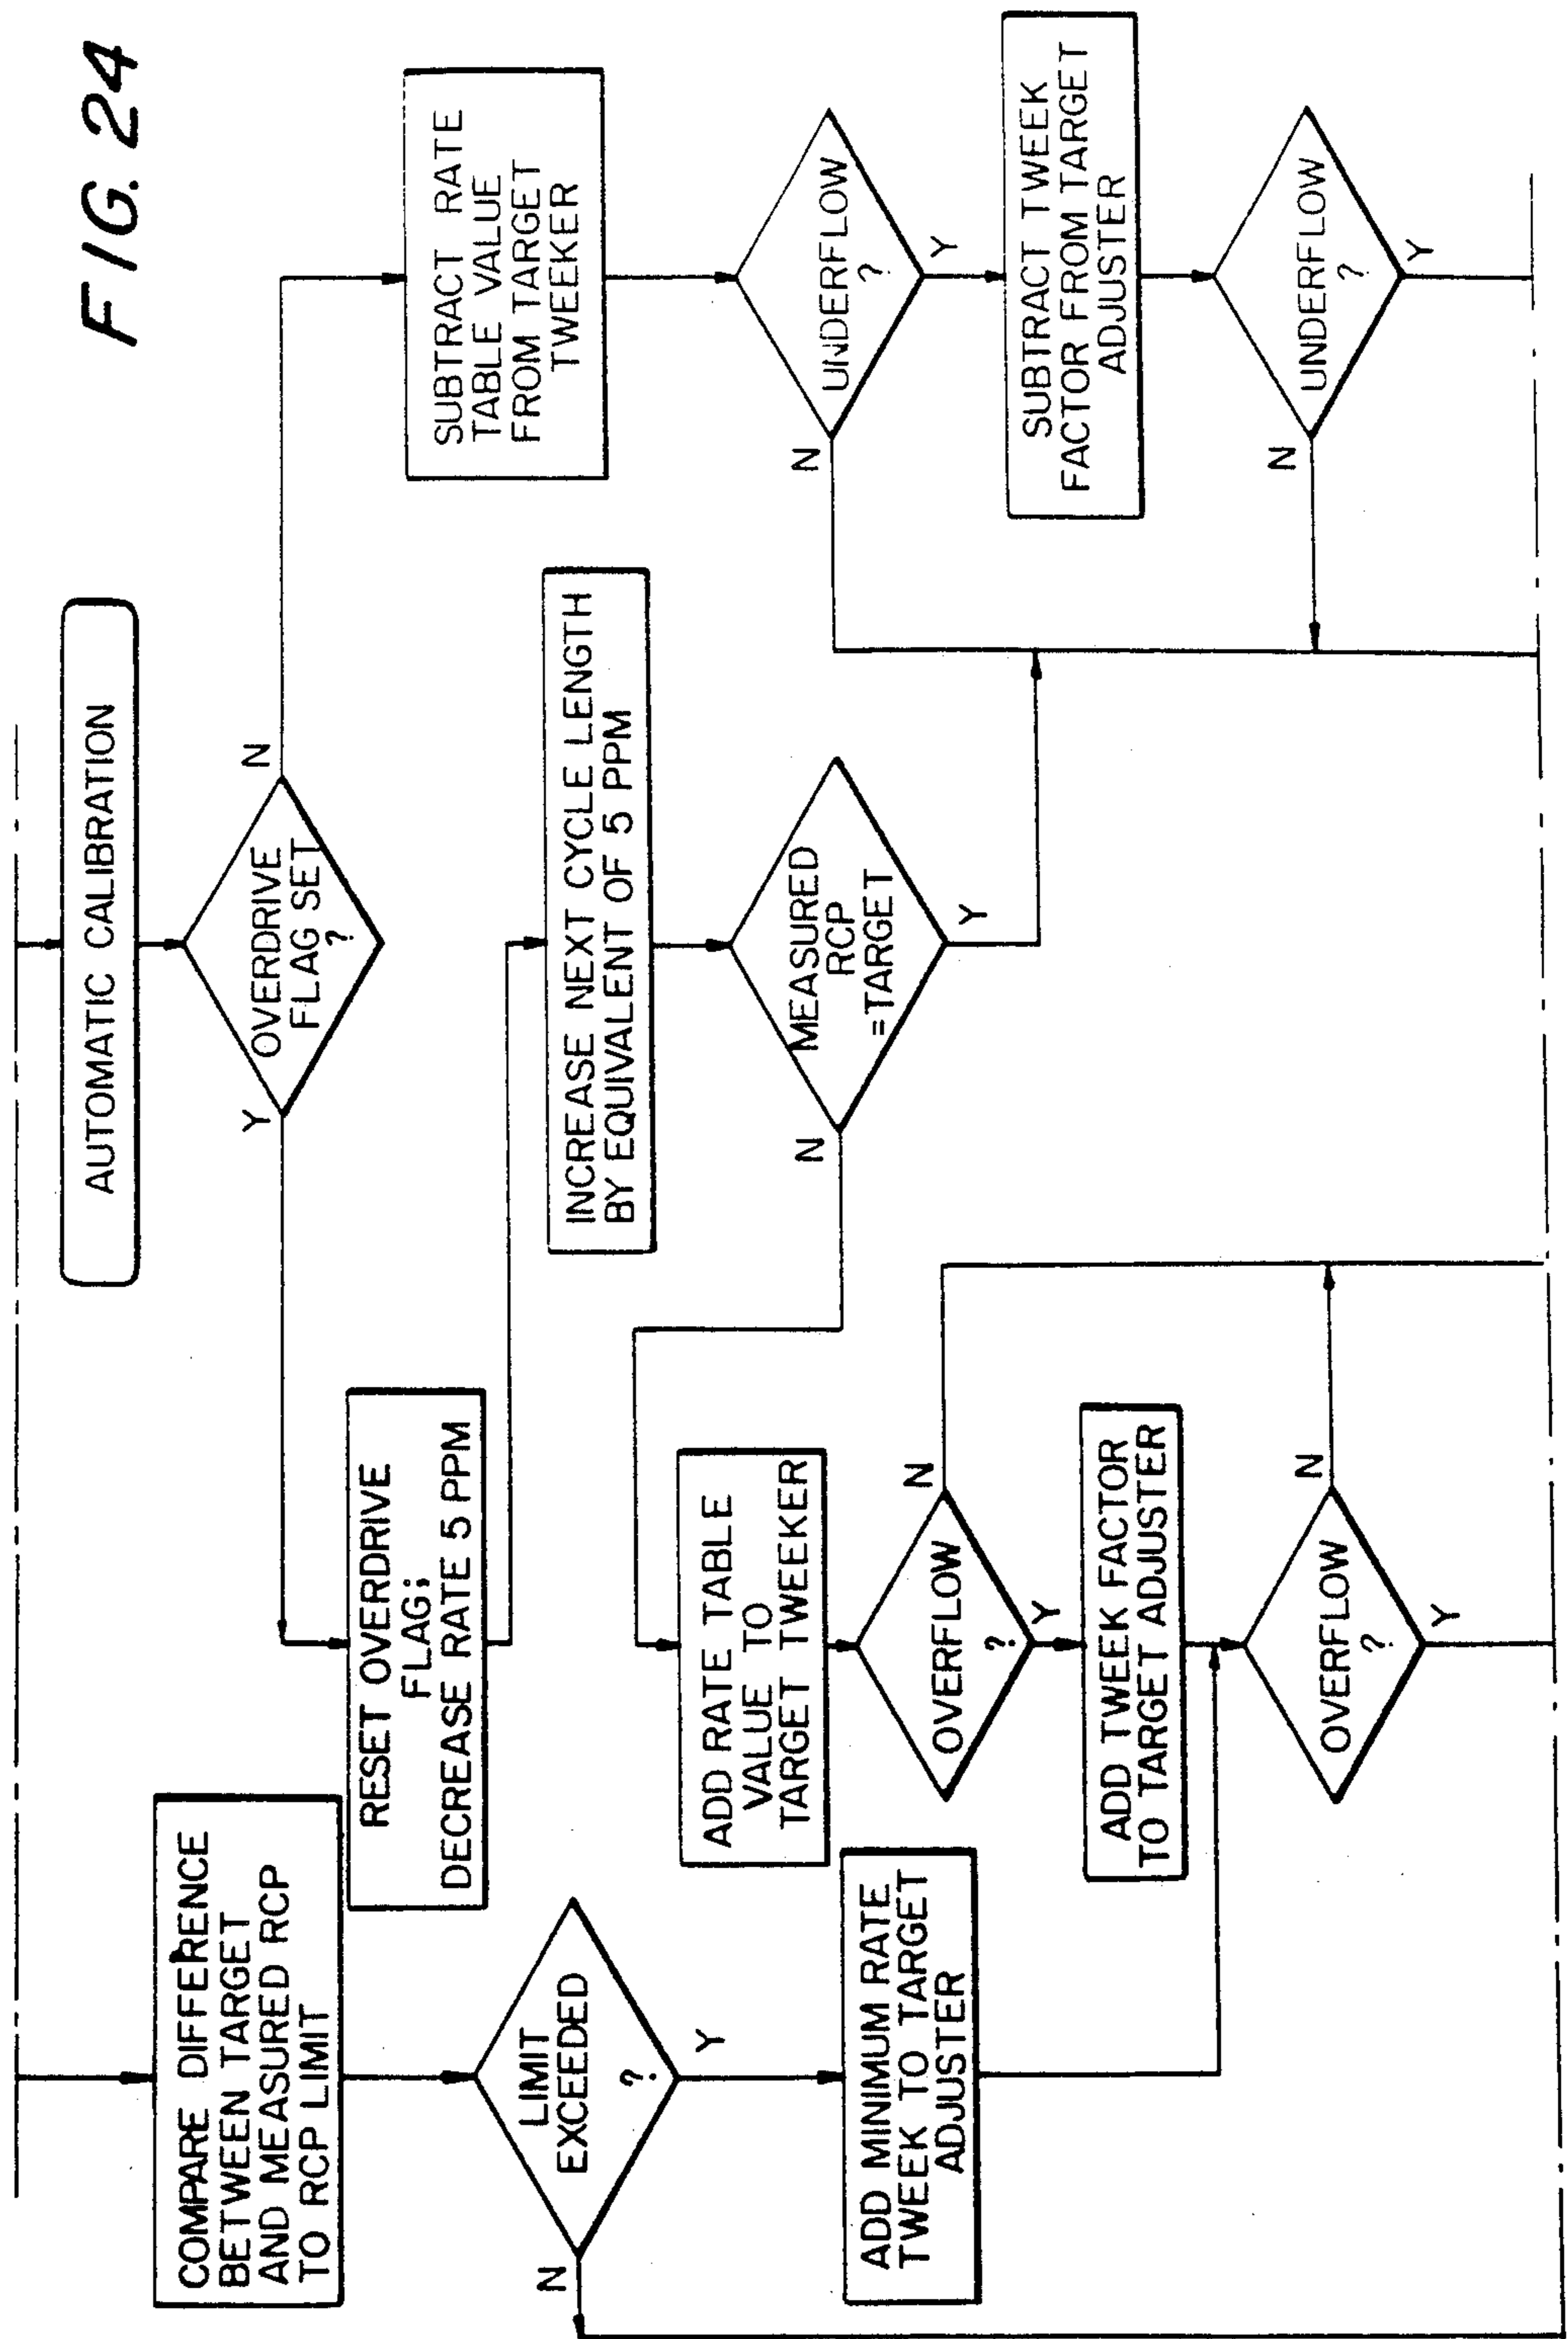 FIG. 24
AUTOMATIC CALIBRATION
OVERDRIVE
FLAG SET
?
Y
N
COMPARE DIFFERENCE
BETWEEN TARGET
AND MEASURED RCP
TO RCP LIMIT
RESET OVERDRIVE
FLAG;
DECREASE RATE 5 PPM
SUBTRACT RATE
TABLE VALUE
FROM TARGET
TWEEKER
INCREASE NEXT CYCLE LENGTH
BY EQUIVALENT OF 5 PPM
LIMIT
EXCEEDED
?
N
Y
ADD RATE TABLE
VALUE TO
TARGET TWEEKER
MEASURED
RCP
=TARGET
N
Y
UNDERFLOW
?
N
Y
ADD MINIMUM RATE
TWEEK TO TARGET
ADJUSTER
OVERFLOW
?
N
Y
SUBTRACT TWEEK
FACTOR FROM TARGET
ADJUSTER
ADD TWEEK FACTOR
TO TARGET ADJUSTER
OVERFLOW
?
N
Y
UNDERFLOW
?
N
Y